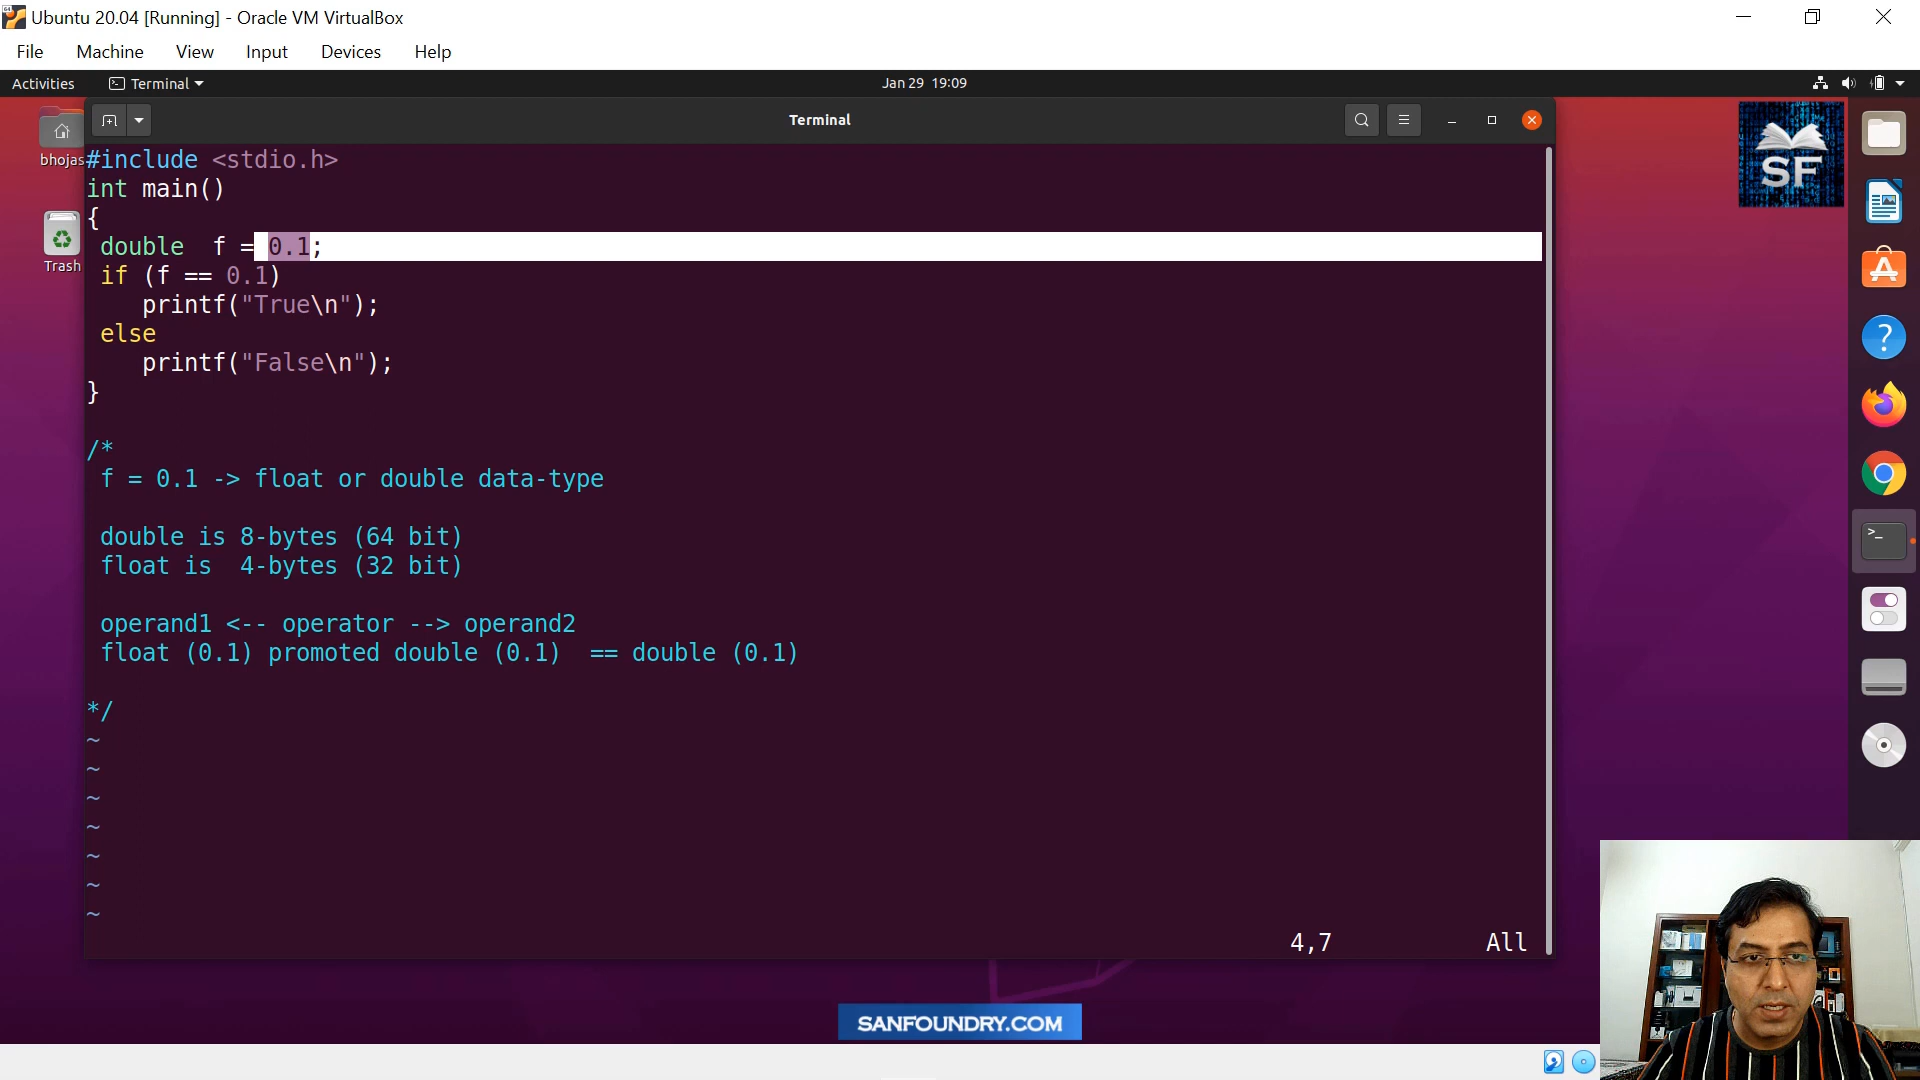 Ubuntu 20.04 [Running] - Oracle VM VirtualBox
File Machine View Input Devices Help
Activities Terminal Jan 29 19:09
Terminal
bhojas
Trash
SF
#include <stdio.h>
int main()
{
 double  f = 0.1;
 if (f == 0.1)
    printf("True\n");
 else
    printf("False\n");
}
/*
 f = 0.1 -> float or double data-type
 double is 8-bytes (64 bit)
 float is  4-bytes (32 bit)
 operand1 <-- operator --> operand2
 float (0.1) promoted double (0.1)  == double (0.1)
*/
~
~
~
~
~
~
~
4,7 All
SANFOUNDRY.COM